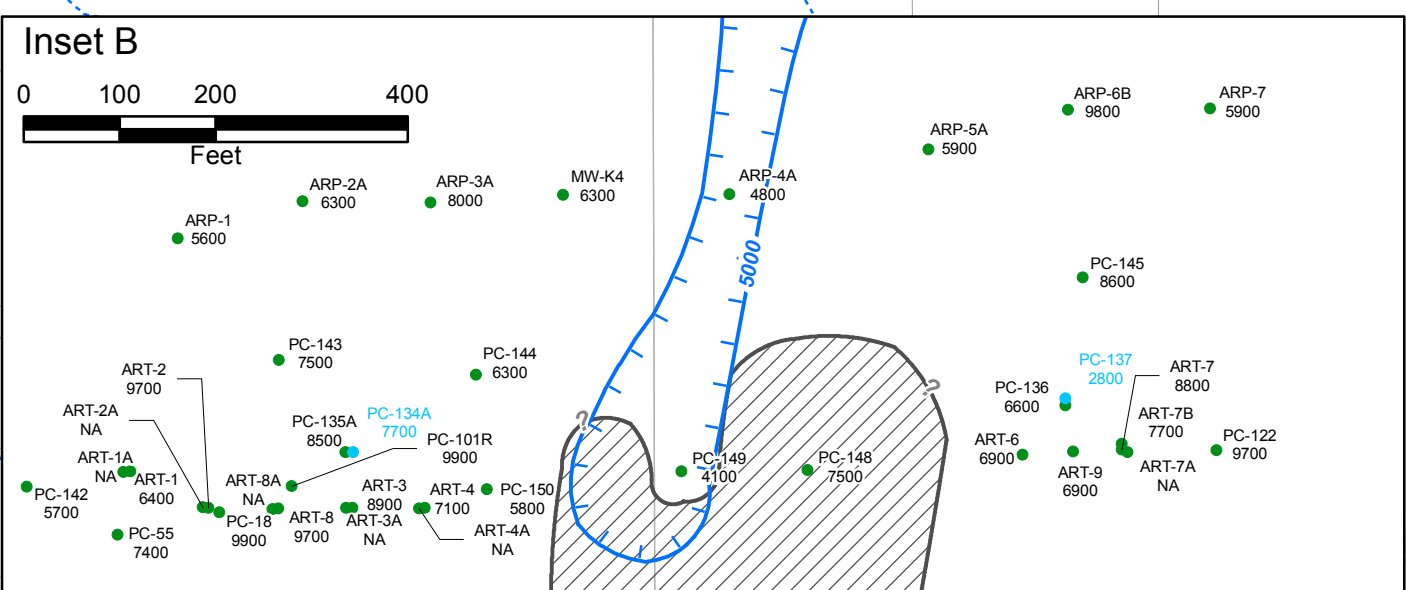 Inset B
0 100 200 400
Feet
ARP-6B
9800
ARP-7
5900
ARP-5A
5900
ARP-2A
6300
ARP-3A
8000
MW-K4
6300
ARP-4A
4800
ARP-1
5600
5000
PC-145
8600
PC-143
7500
PC-144
6300
ART-2
9700
ART-2A
NA
PC-135A
8500
PC-134A
7700
PC-101R
9900
?
?
PC-137
2800
PC-136
6600
ART-7
8800
ART-7B
7700
ART-6
6900
ART-9
6900
ART-7A
NA
PC-122
9700
ART-1A
NA
ART-1
6400
ART-8A
NA
PC-142
5700
PC-55
7400
PC-18
9900
ART-8
9700
ART-3
8900
ART-3A
NA
ART-4
7100
ART-4A
NA
PC-150
5800
PC-149
4100
PC-148
7500